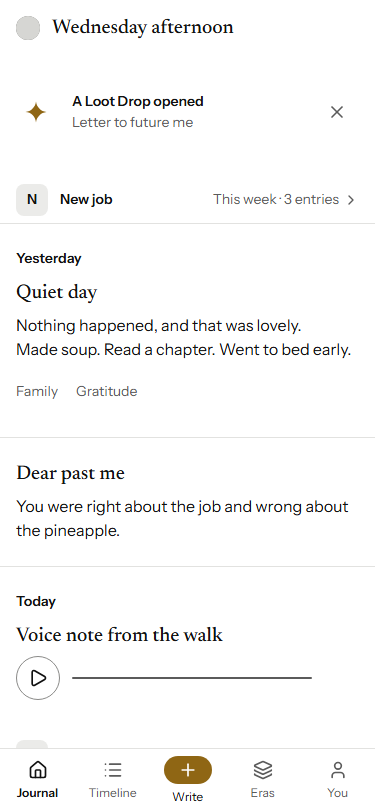 Wednesday afternoon
A Loot Drop opened
Letter to future me
N New job This week · 3 entries
Yesterday
Quiet day
Nothing happened, and that was lovely.
Made soup. Read a chapter. Went to bed early.
Family Gratitude
Dear past me
You were right about the job and wrong about
the pineapple.
Today
Voice note from the walk
Journal Timeline Write Eras You